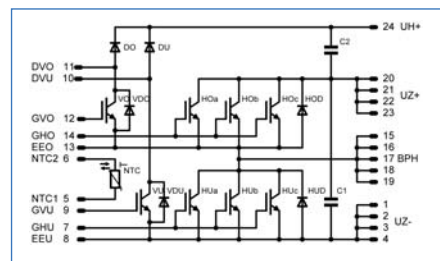 24 UH+
DO
DU
C2
DVO 11
DVU 10
20
21
UZ+
22
23
VO
VDO
HOa
HOb
HOc
HOD
GVO 12
GHO 14
EEO 13
NTC2 6
15
16
17 BPH
18
19
NTC
NTC1 5
GVU 9
VU
VDU
HUa
HUb
HUc
HUD
C1
1
2
UZ-
3
4
GHU 7
EEU 8